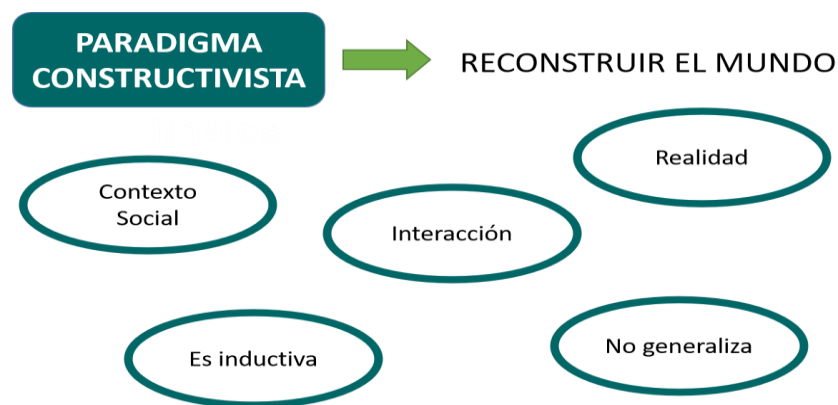 PARADIGMA
CONSTRUCTIVISTA
RECONSTRUIR EL MUNDO
Realidad
Contexto
Social
Interacción
Es inductiva
No generaliza